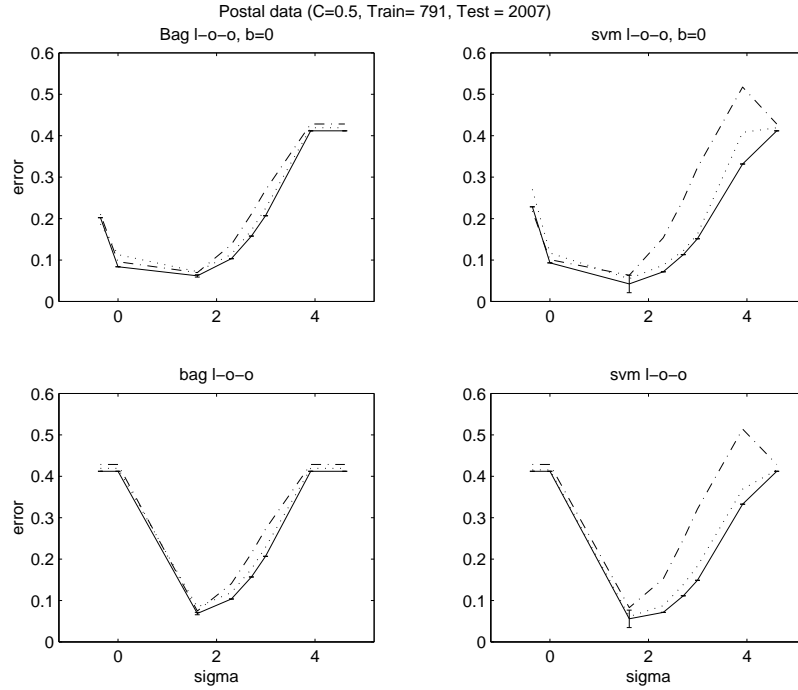 Postal data (C=0.5, Train= 791, Test = 2007)
Bag l−o−o, b=0
svm l−o−o, b=0
0.6
0.5
0.4
0.3
0.2
0.1
0
error
0 2 4
0.6
0.5
0.4
0.3
0.2
0.1
0
0 2 4
bag l−o−o
svm l−o−o
0.6
0.5
0.4
0.3
0.2
0.1
0
error
0 2 4
sigma
0.6
0.5
0.4
0.3
0.2
0.1
0
0 2 4
sigma